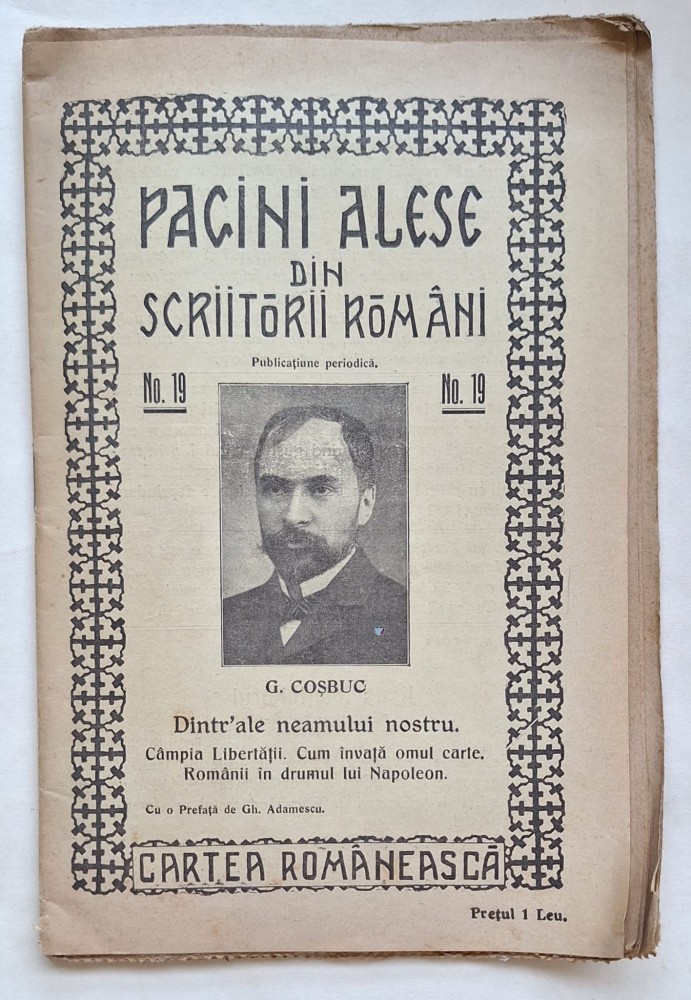 PAGINI ALESE
DIN
SCRIITORII ROMÂNI
Publicațiune periodică.
No. 19 No. 19
G. COȘBUC
Dintr'ale neamului nostru.
Câmpia Libertății. Cum învață omul carte.
Românii în drumul lui Napoleon.
Cu o Prefață de Gh. Adamescu.
CARTEA ROMÂNEASCĂ
Prețul 1 Leu.